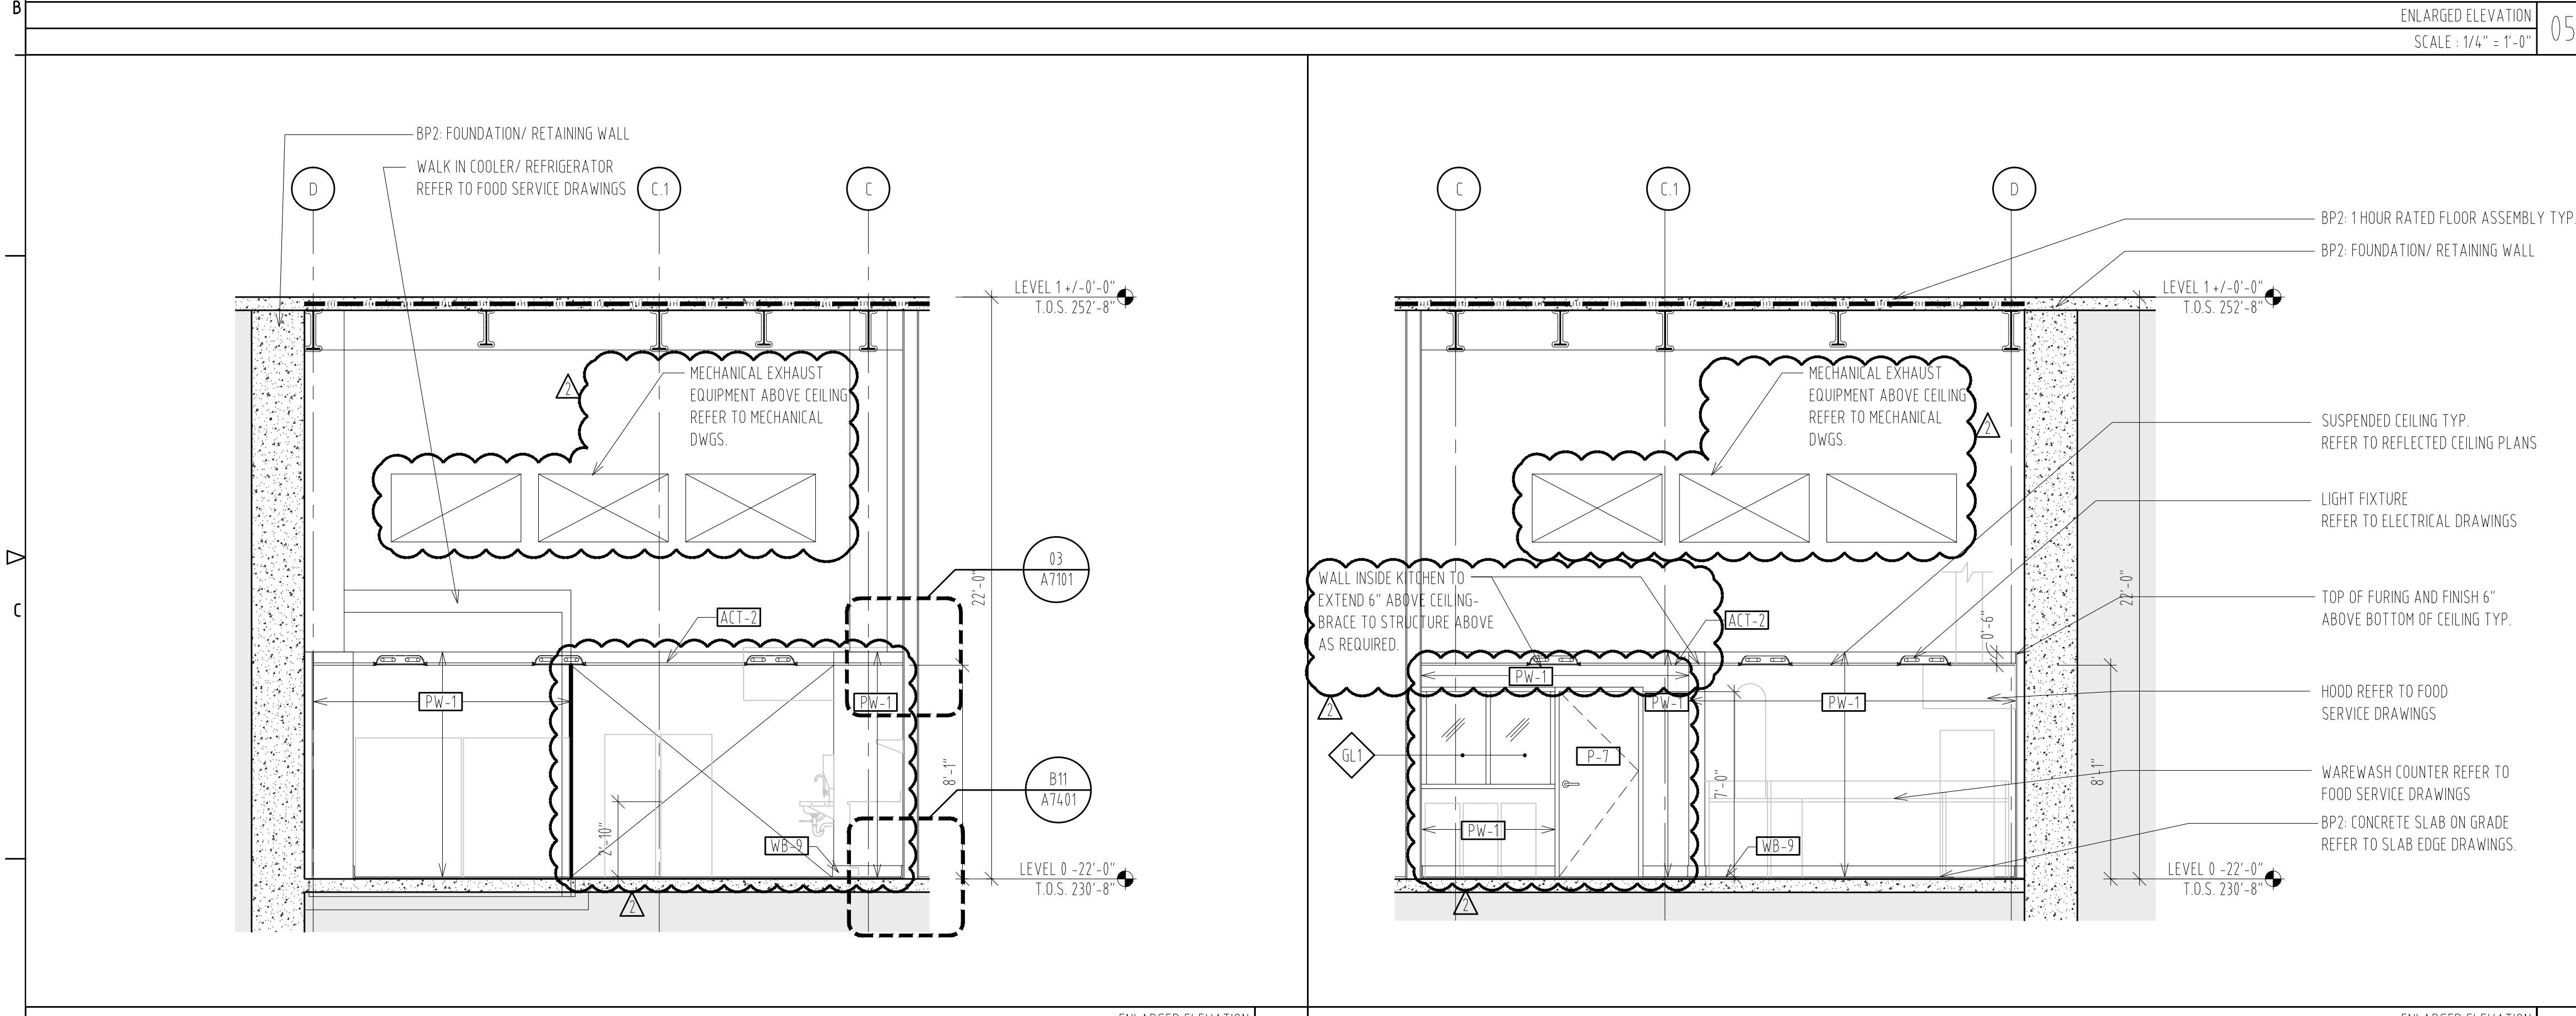 B
ENLARGED ELEVATION
SCALE : 1/4" = 1'-0"
05
C
BP2: FOUNDATION/ RETAINING WALL
WALK IN COOLER/ REFRIGERATOR
REFER TO FOOD SERVICE DRAWINGS
D
C.1
C
LEVEL 1 +/-0'-0"
T.O.S. 252'-8"
2
MECHANICAL EXHAUST
EQUIPMENT ABOVE CEILING
REFER TO MECHANICAL
DWGS.
03
A7101
22'-0"
ACT-2
PW-1
PW-1
8'-1"
B11
A7401
2'-10"
WB-9
LEVEL 0 -22'-0"
T.O.S. 230'-8"
2
C
C.1
D
BP2: 1 HOUR RATED FLOOR ASSEMBLY TYP.
BP2: FOUNDATION/ RETAINING WALL
LEVEL 1 +/-0'-0"
T.O.S. 252'-8"
MECHANICAL EXHAUST
EQUIPMENT ABOVE CEILING
REFER TO MECHANICAL
DWGS.
2
SUSPENDED CEILING TYP.
REFER TO REFLECTED CEILING PLANS
LIGHT FIXTURE
REFER TO ELECTRICAL DRAWINGS
WALL INSIDE KITCHEN TO
EXTEND 6" ABOVE CEILING-
BRACE TO STRUCTURE ABOVE
AS REQUIRED.
ACT-2
0'-6"
22'-0"
TOP OF FURING AND FINISH 6"
ABOVE BOTTOM OF CEILING TYP.
PW-1
PW-1
PW-1
2
HOOD REFER TO FOOD
SERVICE DRAWINGS
GL1
P-7
7'-0"
8'-1"
WAREWASH COUNTER REFER TO
FOOD SERVICE DRAWINGS
PW-1
WB-9
BP2: CONCRETE SLAB ON GRADE
REFER TO SLAB EDGE DRAWINGS.
LEVEL 0 -22'-0"
T.O.S. 230'-8"
2
ENLARGED ELEVATION
ENLARGED ELEVATION